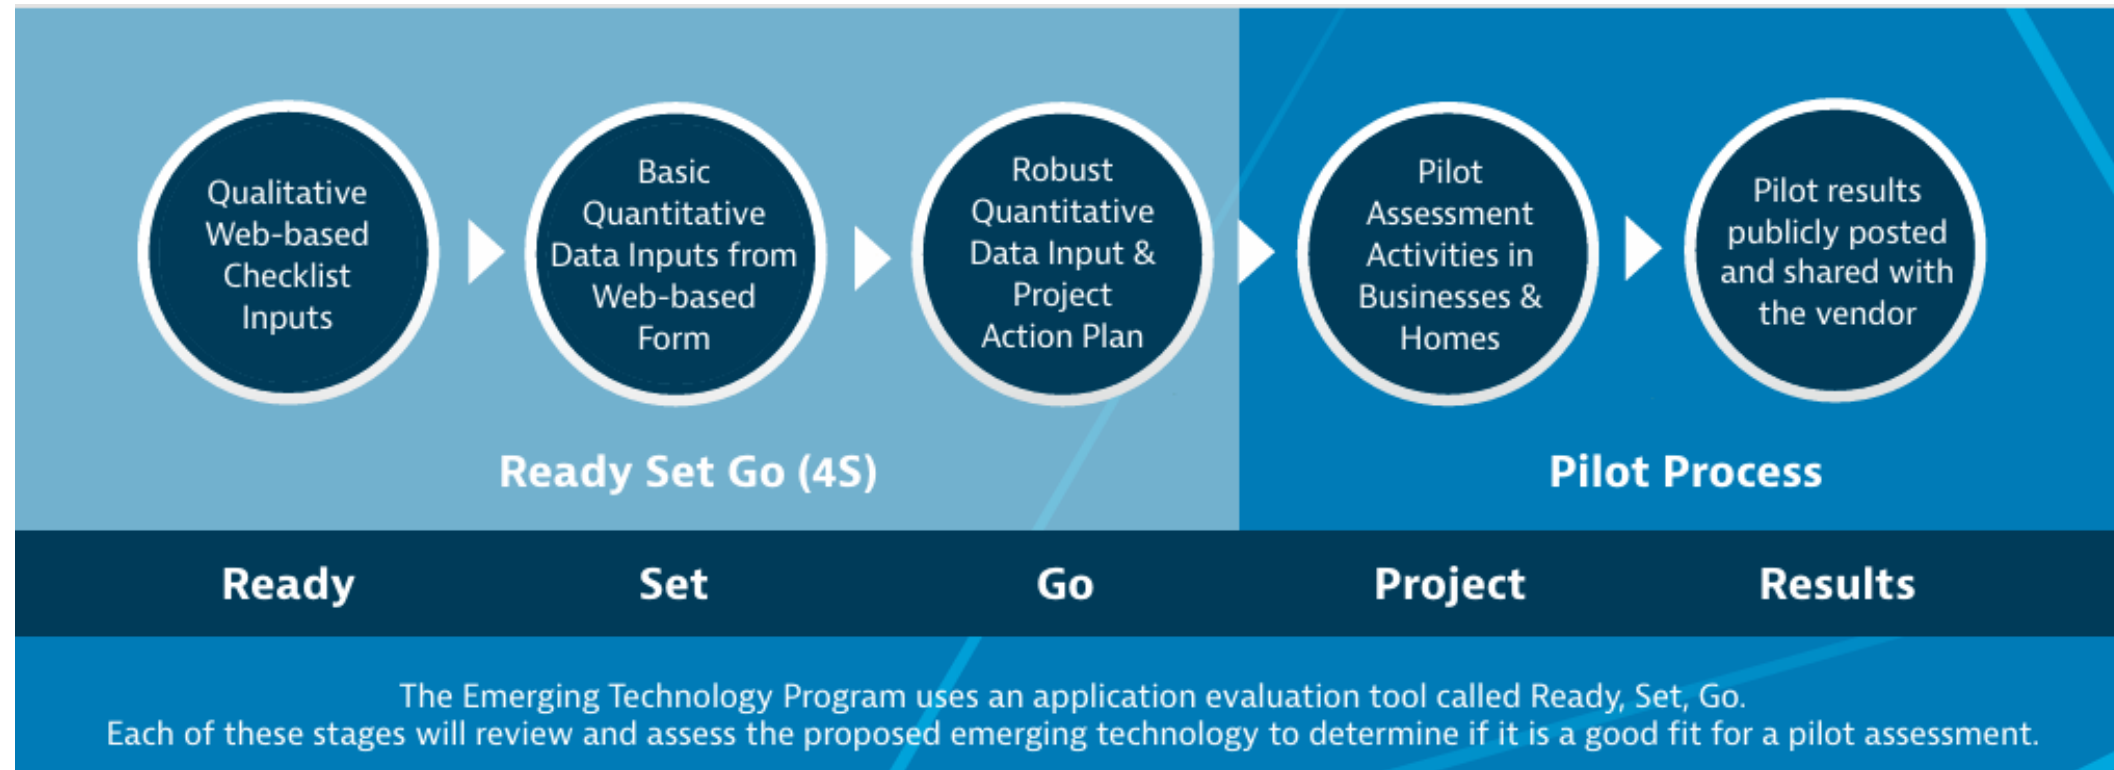 Qualitative
Web-based
Checklist
Inputs
Basic
Quantitative
Data Inputs from
Web-based
Form
Robust
Quantitative
Data Input &
Project
Action Plan
Pilot
Assessment
Activities in
Businesses &
Homes
Pilot results
publicly posted
and shared with
the vendor
Ready Set Go (4S)
Pilot Process
Ready
Set
Go
Project
Results
The Emerging Technology Program uses an application evaluation tool called Ready, Set, Go.
Each of these stages will review and assess the proposed emerging technology to determine if it is a good fit for a pilot assessment.